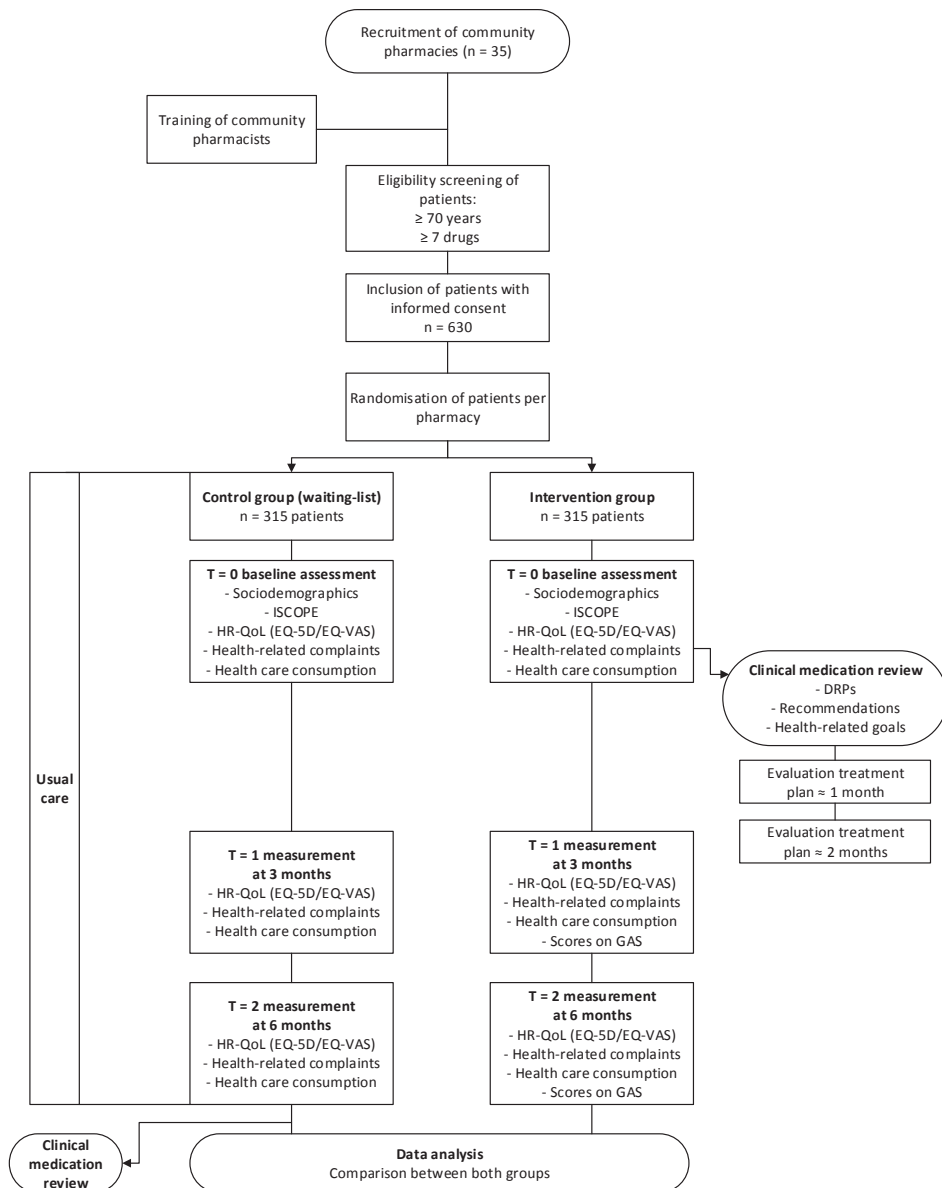 Recruitment of community
pharmacies (n = 35)
Training of community
pharmacists
Eligibility screening of
patients:
≥ 70 years
≥ 7 drugs
Inclusion of patients with
informed consent
n = 630
Randomisation of patients per
pharmacy
Usual
care
Control group (waiting-list)
n = 315 patients
Intervention group
n = 315 patients
T = 0 baseline assessment
- Sociodemographics
- ISCOPE
- HR-QoL (EQ-5D/EQ-VAS)
- Health-related complaints
- Health care consumption
T = 0 baseline assessment
- Sociodemographics
- ISCOPE
- HR-QoL (EQ-5D/EQ-VAS)
- Health-related complaints
- Health care consumption
Clinical medication review
- DRPs
- Recommendations
- Health-related goals
Evaluation treatment
plan ≈ 1 month
Evaluation treatment
plan ≈ 2 months
T = 1 measurement
at 3 months
- HR-QoL (EQ-5D/EQ-VAS)
- Health-related complaints
- Health care consumption
T = 1 measurement
at 3 months
- HR-QoL (EQ-5D/EQ-VAS)
- Health-related complaints
- Health care consumption
- Scores on GAS
T = 2 measurement
at 6 months
- HR-QoL (EQ-5D/EQ-VAS)
- Health-related complaints
- Health care consumption
T = 2 measurement
at 6 months
- HR-QoL (EQ-5D/EQ-VAS)
- Health-related complaints
- Health care consumption
- Scores on GAS
Clinical
medication
review
Data analysis
Comparison between both groups